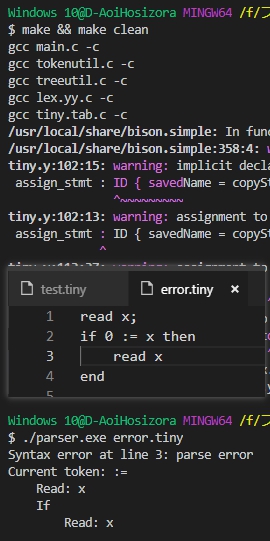 Windows 10@D-AoiHosizora MINGW64 /f/フ
$ make && make clean
gcc main.c -c
gcc tokenutil.c -c
gcc treeutil.c -c
gcc lex.yy.c -c
gcc tiny.tab.c -c
/usr/local/share/bison.simple: In func
/usr/local/share/bison.simple:358:4: w
tiny.y:102:15: warning: implicit decla
assign_stmt : ID { savedName = copySt
^~~~~~~~~~
tiny.y:102:13: warning: assignment to
assign_stmt : ID { savedName = copySt
^
test.tiny error.tiny ×
1 read x;
2 if 0 := x then
3 read x
4 end
5
Windows 10@D-AoiHosizora MINGW64 /f/フ
$ ./parser.exe error.tiny
Syntax error at line 3: parse error
Current token: :=
Read: x
If
Read: x